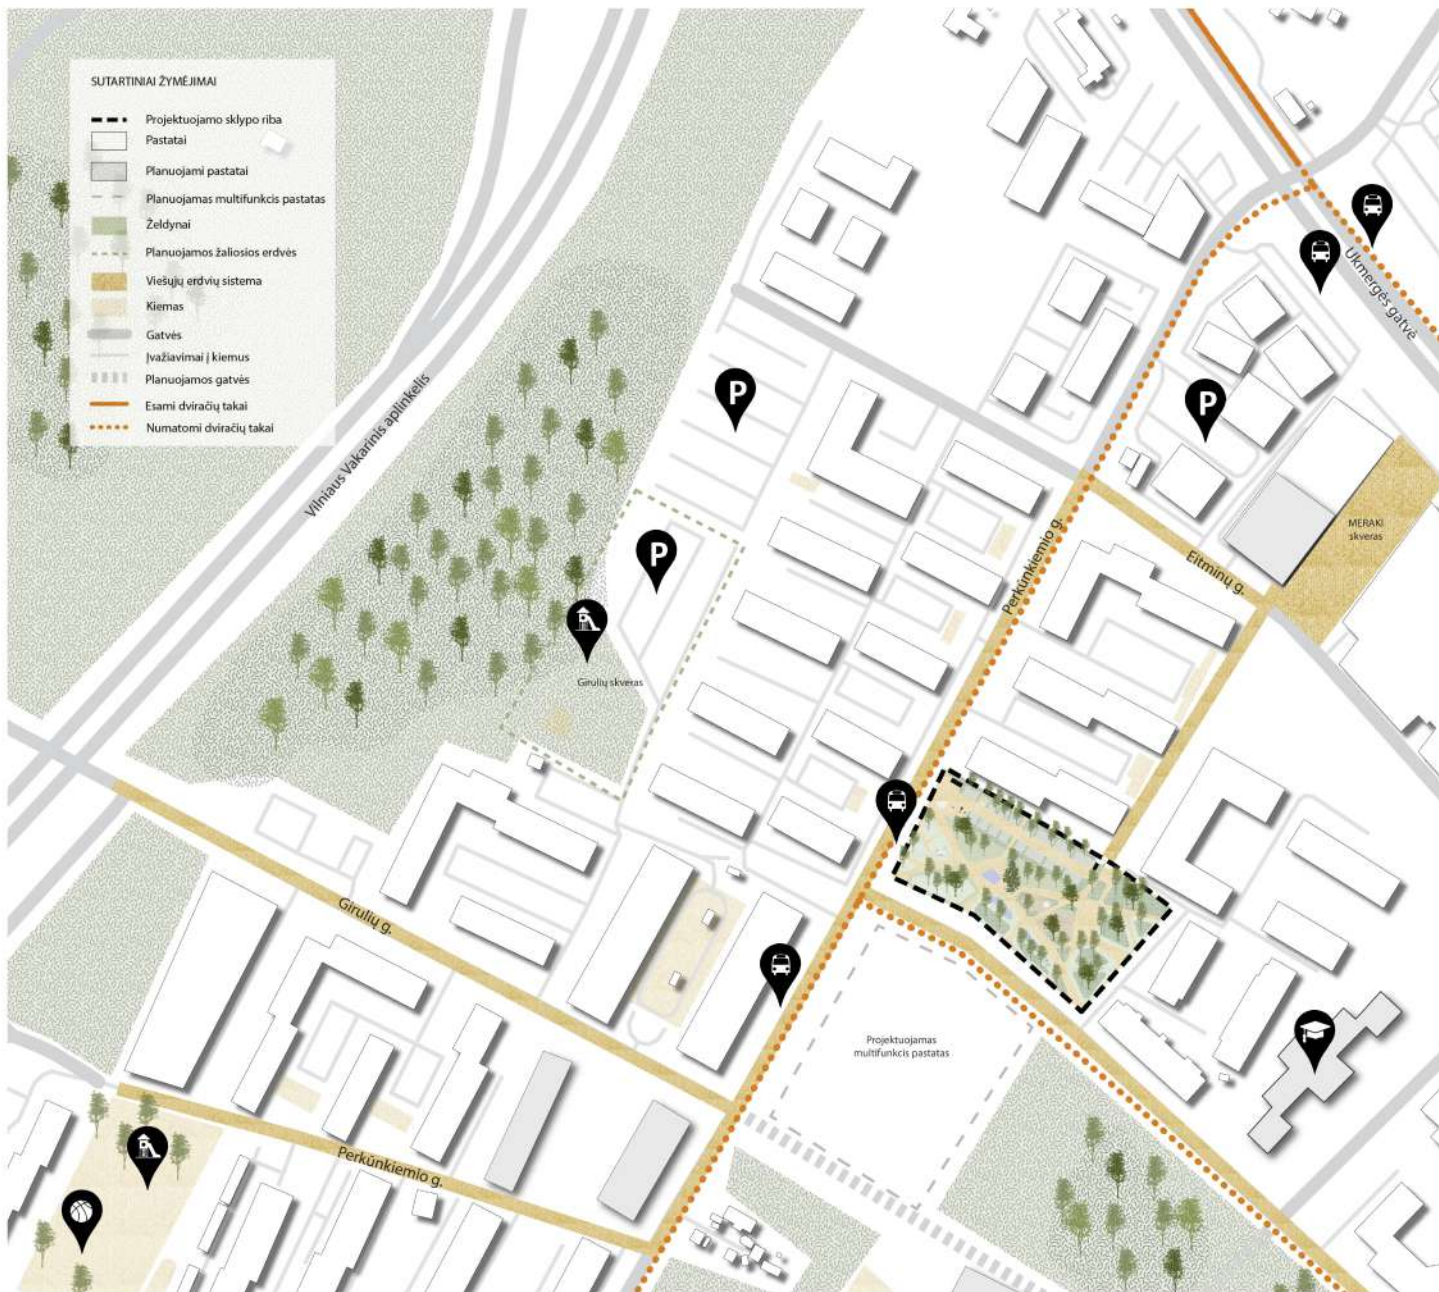 SUTARTINIAI ŽYMĖJIMAI
Projektuojamo sklypo riba
Pastatai
Planuojami pastatai
Planuojamas multifunkcis pastatas
Želdynai
Planuojamos žaliosios erdvės
Viešųjų erdvių sistema
Kiemas
Gatvės
Įvažiavimai į kiemus
Planuojamos gatvės
Esami dviračių takai
Numatomi dviračių takai
Ukmergės gatvė
Vilniaus Vakarinis aplinkelis
P
P
P
MERAKI
skveras
Perkūnkiemio g.
Eitminų g.
Girulių skveras
Girulių g.
Projektuojamas
multifunkcis pastatas
Perkūnkiemio g.